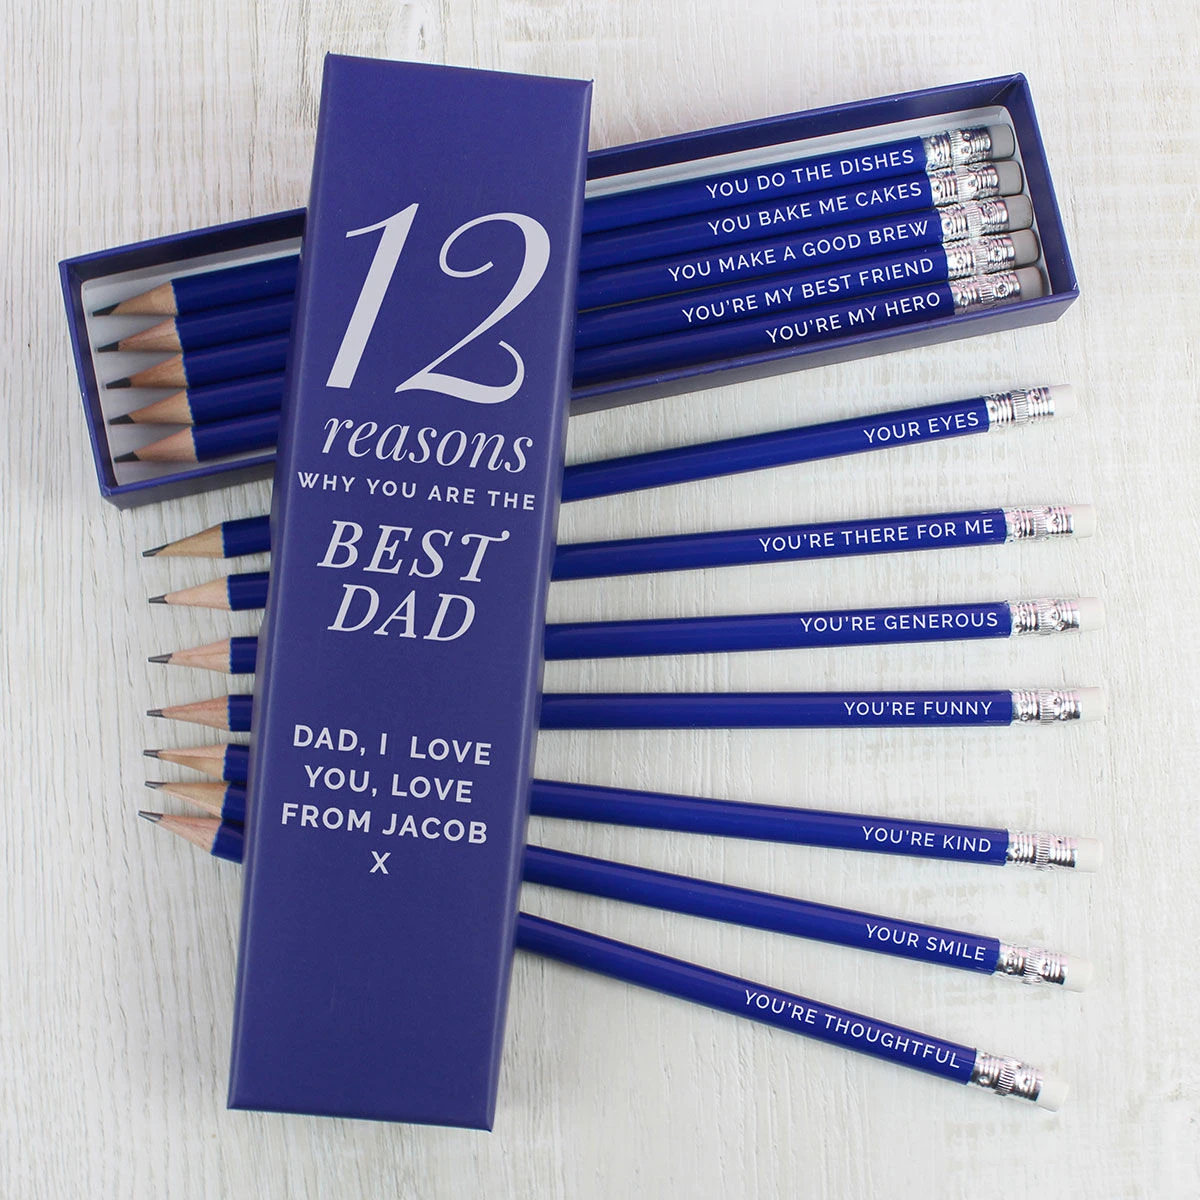 12
reasons
WHY YOU ARE THE
BEST
DAD
DAD, I LOVE
YOU, LOVE
FROM JACOB
X
YOU DO THE DISHES
YOU BAKE ME CAKES
YOU MAKE A GOOD BREW
YOU'RE MY BEST FRIEND
YOU'RE MY HERO
YOUR EYES
YOU'RE THERE FOR ME
YOU'RE GENEROUS
YOU'RE FUNNY
YOU'RE KIND
YOUR SMILE
YOU'RE THOUGHTFUL